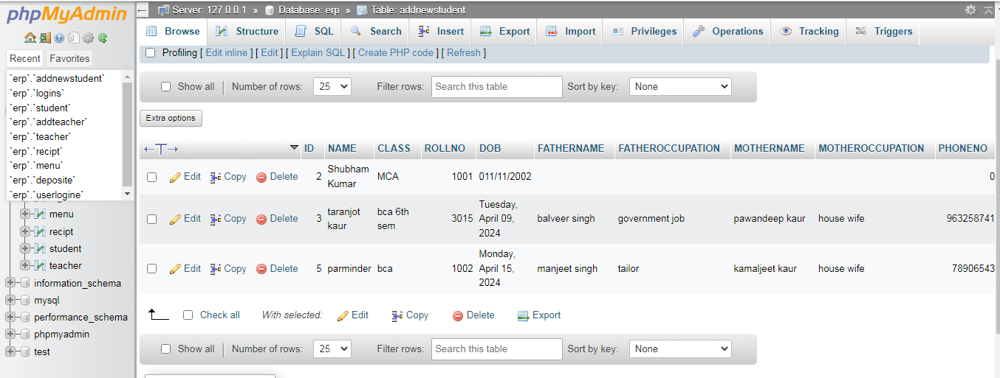 phpMyAdmin
Recent Favorites
`erp`.`addnewstudent`
`erp`.`logins`
`erp`.`student`
`erp`.`addteacher`
`erp`.`teacher`
`erp`.`recipt`
`erp`.`menu`
`erp`.`deposite`
`erp`.`userlogine`
menu
recipt
student
teacher
information_schema
mysql
performance_schema
phpmyadmin
test
Server: 127.0.0.1 » Database: erp » Table: addnewstudent
Browse Structure SQL Search Insert Export Import Privileges Operations Tracking Triggers
Profiling [ Edit inline ] [ Edit ] [ Explain SQL ] [ Create PHP code ] [ Refresh ]
Show all Number of rows: 25 Filter rows: Search this table Sort by key: None
Extra options
ID NAME CLASS ROLLNO DOB FATHERNAME FATHEROCCUPATION MOTHERNAME MOTHEROCCUPATION PHONENO
Edit Copy Delete 2 Shubham Kumar MCA 1001 011/11/2002 0
Edit Copy Delete 3 taranjot kaur bca 6th sem 3015 Tuesday, April 09, 2024 balveer singh government job pawandeep kaur house wife 963258741
Edit Copy Delete 5 parminder bca 1002 Monday, April 15, 2024 manjeet singh tailor kamaljeet kaur house wife 78906543
Check all With selected: Edit Copy Delete Export
Show all Number of rows: 25 Filter rows: Search this table Sort by key: None